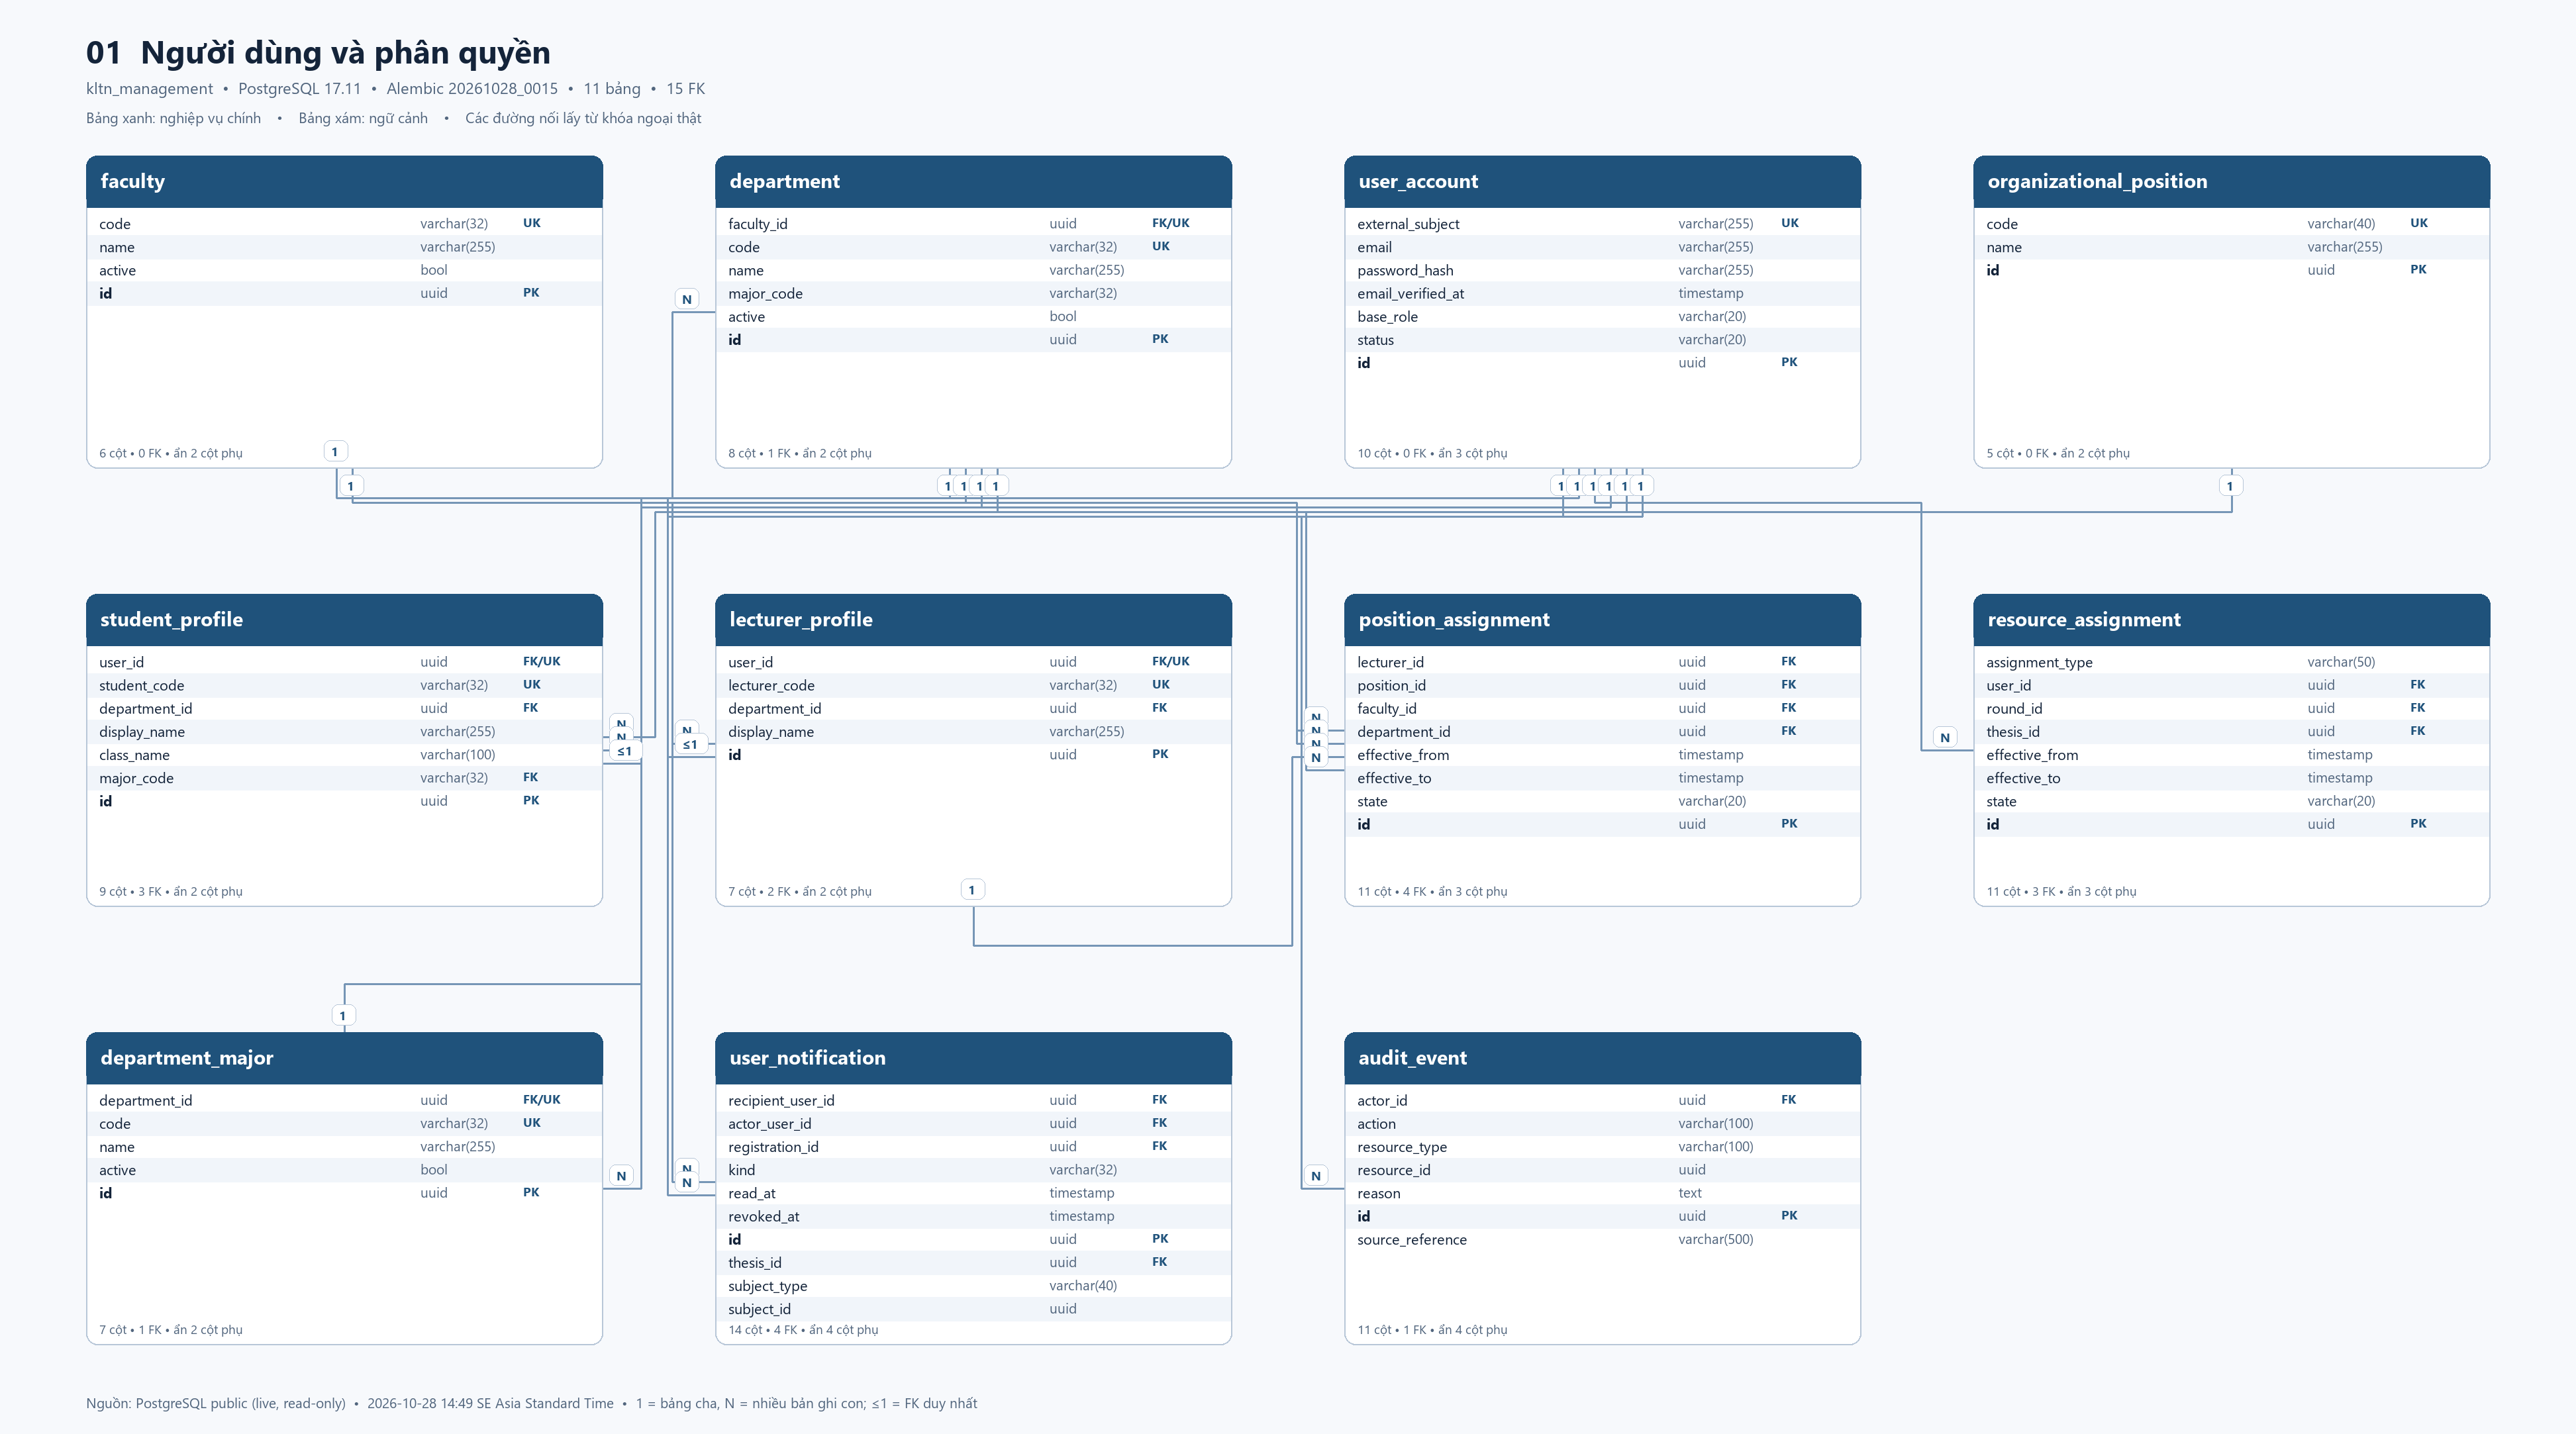 01 Người dùng và phân quyền
kltn_management • PostgreSQL 17.11 • Alembic 20261028_0015 • 11 bảng • 15 FK
Bảng xanh: nghiệp vụ chính • Bảng xám: ngữ cảnh • Các đường nối lấy từ khóa ngoại thật
faculty
code varchar(32) UK
name varchar(255)
active bool
id uuid PK
6 cột • 0 FK • ẩn 2 cột phụ
1
1
department
faculty_id uuid FK/UK
code varchar(32) UK
name varchar(255)
major_code varchar(32)
active bool
id uuid PK
8 cột • 1 FK • ẩn 2 cột phụ
N
1 1 1 1
user_account
external_subject varchar(255) UK
email varchar(255)
password_hash varchar(255)
email_verified_at timestamp
base_role varchar(20)
status varchar(20)
id uuid PK
10 cột • 0 FK • ẩn 3 cột phụ
1 1 1 1 1 1
organizational_position
code varchar(40) UK
name varchar(255)
id uuid PK
5 cột • 0 FK • ẩn 2 cột phụ
1
student_profile
user_id uuid FK/UK
student_code varchar(32) UK
department_id uuid FK
display_name varchar(255)
class_name varchar(100)
major_code varchar(32) FK
id uuid PK
9 cột • 3 FK • ẩn 2 cột phụ
N
N
≤1
lecturer_profile
user_id uuid FK/UK
lecturer_code varchar(32) UK
department_id uuid FK
display_name varchar(255)
id uuid PK
7 cột • 2 FK • ẩn 2 cột phụ
N
≤1
1
position_assignment
lecturer_id uuid FK
position_id uuid FK
faculty_id uuid FK
department_id uuid FK
effective_from timestamp
effective_to timestamp
state varchar(20)
id uuid PK
11 cột • 4 FK • ẩn 3 cột phụ
N
N
N
N
resource_assignment
assignment_type varchar(50)
user_id uuid FK
round_id uuid FK
thesis_id uuid FK
effective_from timestamp
effective_to timestamp
state varchar(20)
id uuid PK
11 cột • 3 FK • ẩn 3 cột phụ
N
1
department_major
department_id uuid FK/UK
code varchar(32) UK
name varchar(255)
active bool
id uuid PK
7 cột • 1 FK • ẩn 2 cột phụ
N
user_notification
recipient_user_id uuid FK
actor_user_id uuid FK
registration_id uuid FK
kind varchar(32)
read_at timestamp
revoked_at timestamp
id uuid PK
thesis_id uuid FK
subject_type varchar(40)
subject_id uuid
14 cột • 4 FK • ẩn 4 cột phụ
N
N
audit_event
actor_id uuid FK
action varchar(100)
resource_type varchar(100)
resource_id uuid
reason text
id uuid PK
source_reference varchar(500)
11 cột • 1 FK • ẩn 4 cột phụ
N
Nguồn: PostgreSQL public (live, read-only) • 2026-10-28 14:49 SE Asia Standard Time • 1 = bảng cha, N = nhiều bản ghi con; ≤1 = FK duy nhất